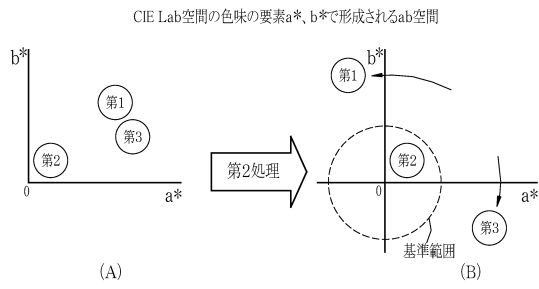 CIE Lab空間の色味の要素a*、b*で形成されるab空間
b*
第1
第3
第2
0
a*
(A)
第2処理
b*
第1
第2
0
a*
第3
基準範囲
(B)